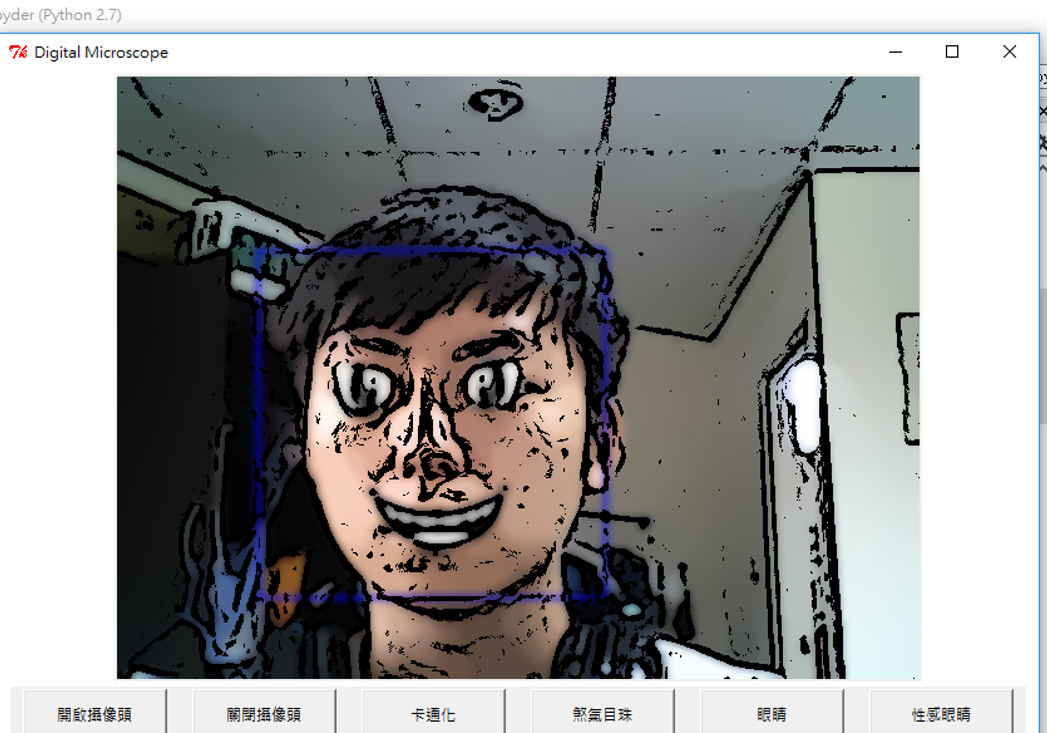 pyder (Python 2.7)
Digital Microscope
開啟攝像頭
關閉攝像頭
卡通化
煞氣目珠
眼睛
性感眼睛